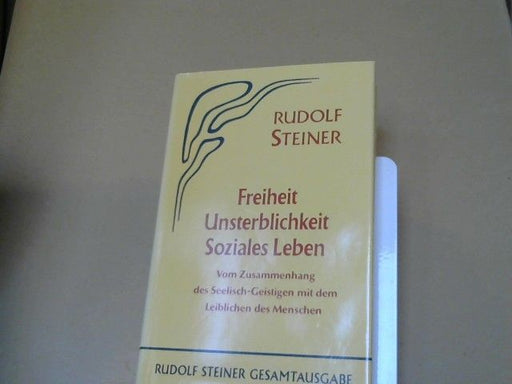 RUDOLF
STEINER
Freiheit
Unsterblichkeit
Soziales Leben
Vom Zusammenhang
des Seelisch-Geistigen mit dem
Leiblichen des Menschen
RUDOLF STEINER GESAMTAUSGABE